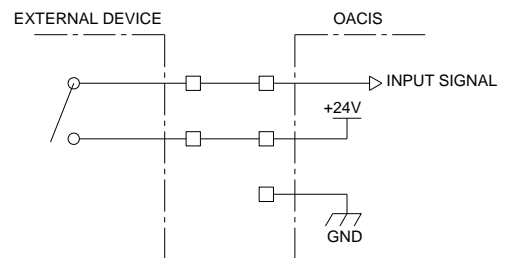 EXTERNAL DEVICE
OACIS
INPUT SIGNAL
+24V
GND